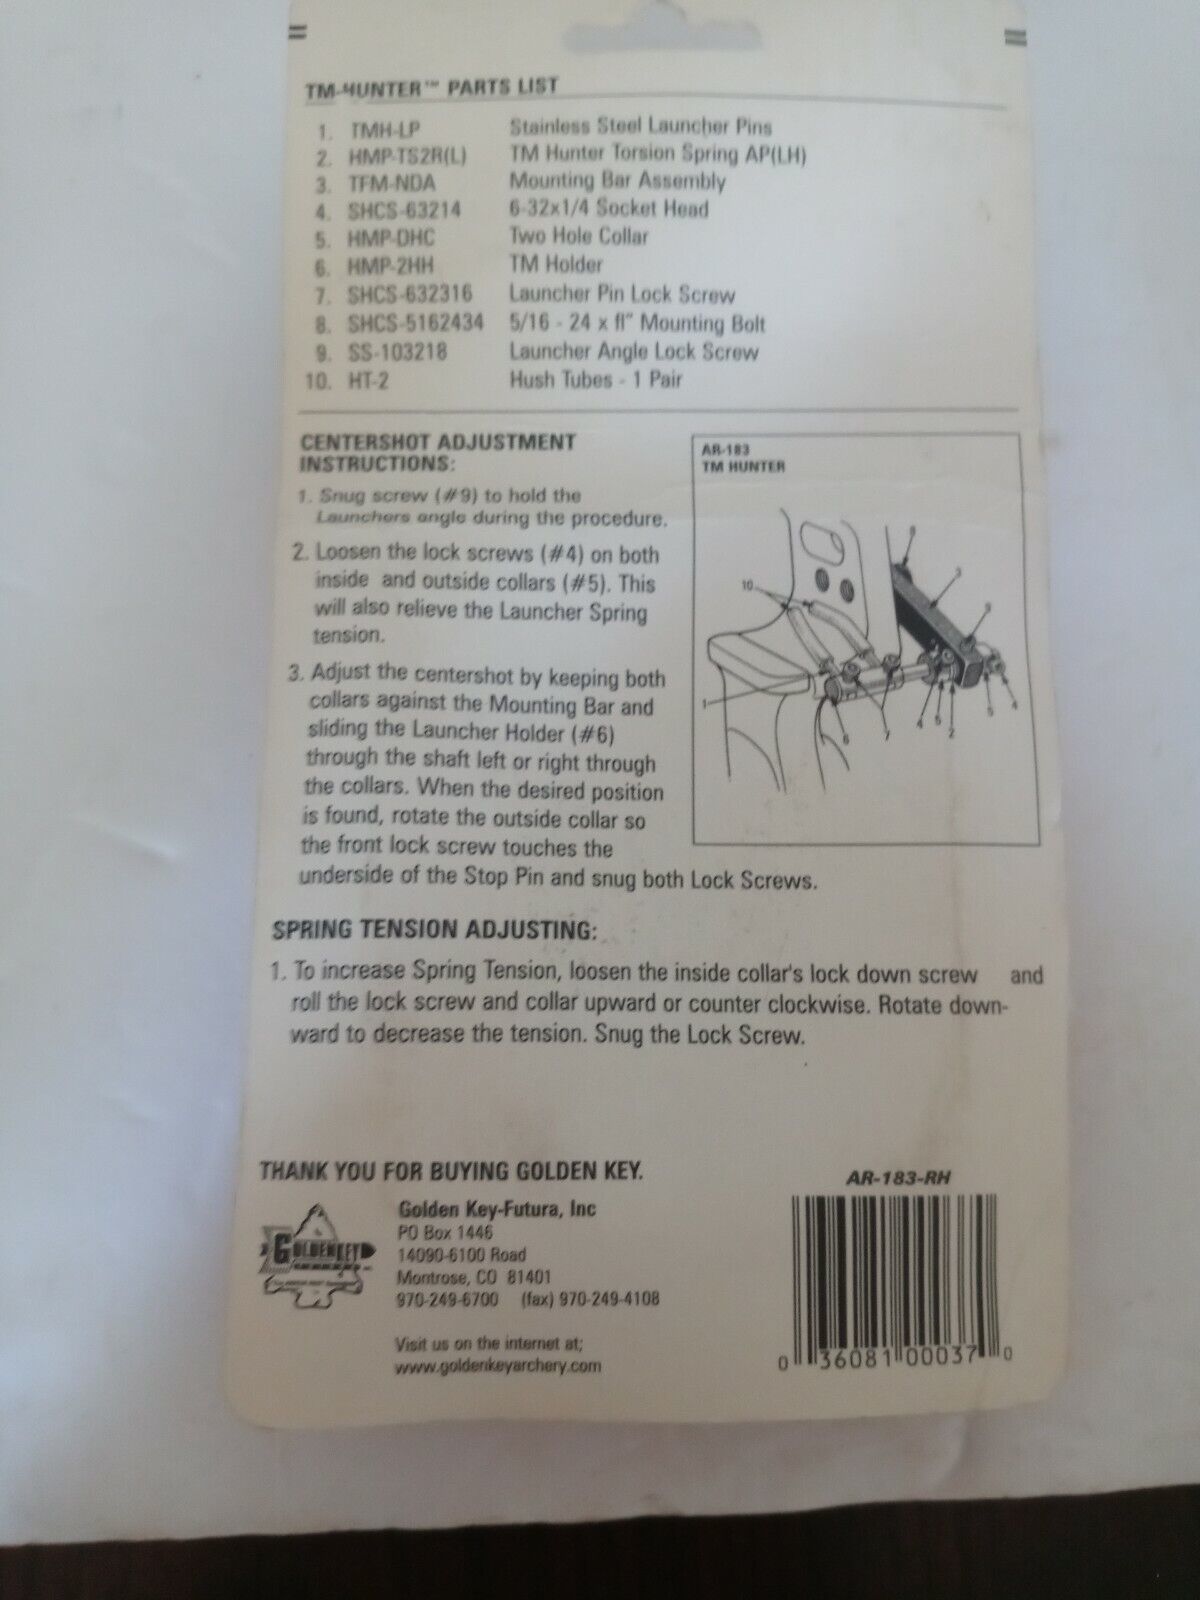 TM-HUNTER™ PARTS LIST
1. TMH-LP Stainless Steel Launcher Pins
2. HMP-TS2R(L) TM Hunter Torsion Spring AP(LH)
3. TFM-NDA Mounting Bar Assembly
4. SHCS-63214 6-32x1/4 Socket Head
5. HMP-DHC Two Hole Collar
6. HMP-2HH TM Holder
7. SHCS-632316 Launcher Pin Lock Screw
8. SHCS-5162434 5/16 - 24 x fl" Mounting Bolt
9. SS-103218 Launcher Angle Lock Screw
10. HT-2 Hush Tubes - 1 Pair
CENTERSHOT ADJUSTMENT
INSTRUCTIONS:
1. Snug screw (#9) to hold the
Launchers angle during the procedure.
2. Loosen the lock screws (#4) on both
inside and outside collars (#5). This
will also relieve the Launcher Spring
tension.
3. Adjust the centershot by keeping both
collars against the Mounting Bar and
sliding the Launcher Holder (#6)
through the shaft left or right through
the collars. When the desired position
is found, rotate the outside collar so
the front lock screw touches the
underside of the Stop Pin and snug both Lock Screws.
AR-183
TM HUNTER
10
3
1
6
7
4
5
2
5
4
SPRING TENSION ADJUSTING:
1. To increase Spring Tension, loosen the inside collar's lock down screw and
roll the lock screw and collar upward or counter clockwise. Rotate down-
ward to decrease the tension. Snug the Lock Screw.
THANK YOU FOR BUYING GOLDEN KEY.
GOLDEN KEY
Golden Key-Futura, Inc
PO Box 1446
14090-6100 Road
Montrose, CO 81401
970-249-6700 (fax) 970-249-4108
Visit us on the internet at;
www.goldenkeyarchery.com
AR-183-RH
0 36081 00037 0